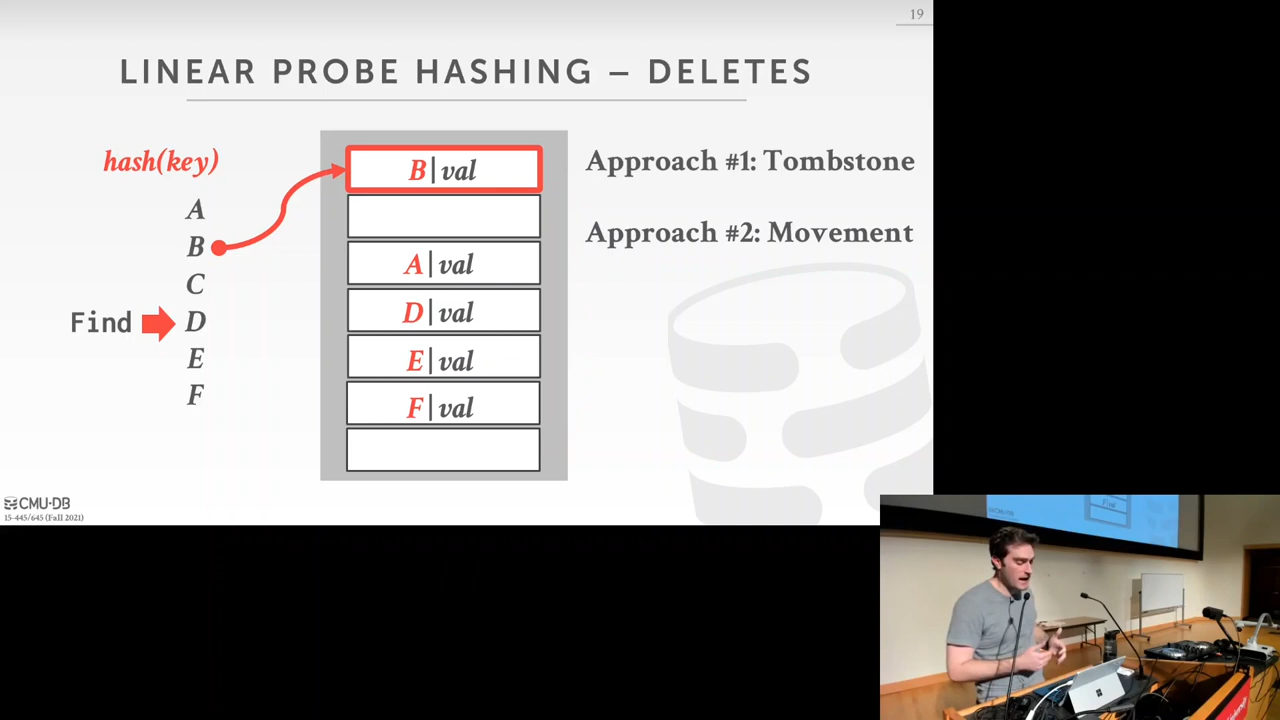 19
LINEAR PROBE HASHING – DELETES
hash(key)
A
B
C
Find D
E
F
B|val
A|val
D|val
E|val
F|val
Approach #1: Tombstone
Approach #2: Movement
CMU·DB
15-445/645 (Fall 2021)